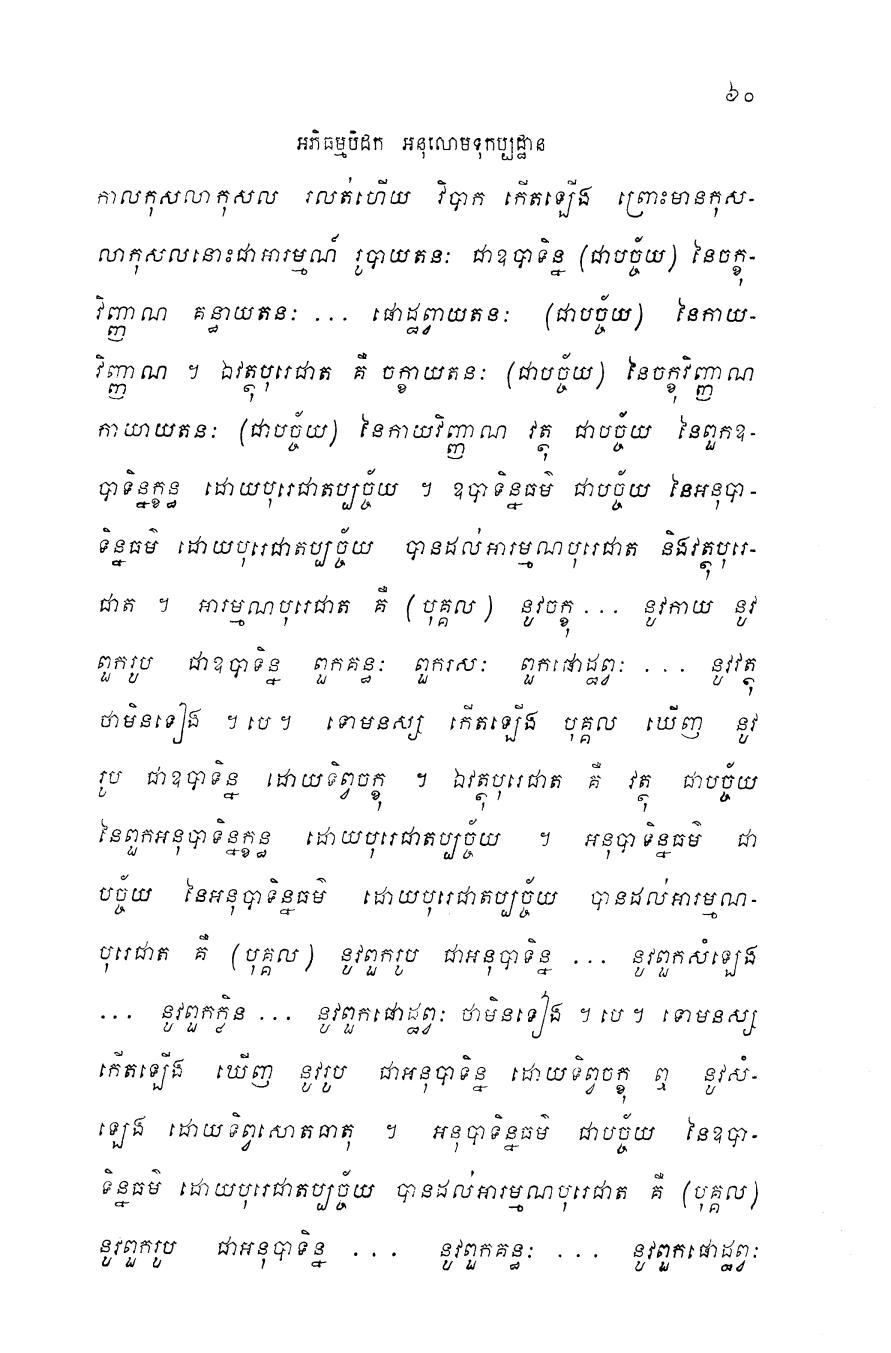 ៦០
អភិធម្មបិដក អនុលោមទុកប្បដ្ឋាន
កាលកុសលាកុសល រលត់ហើយ វិបាក កើតឡើង ព្រោះមានកុស-
លាកុសលនោះជាអារម្មណ៍ រូបាយតនៈ ជាឧបាទិន្ន (ជាបច្ច័យ) នៃចក្ខុ-
វិញ្ញាណ គន្ធាយតនៈ ... ផោដ្ឋព្វាយតនៈ (ជាបច្ច័យ) នៃកាយ-
វិញ្ញាណ ។ ឯវត្ថុបុរេជាត គឺ ចក្ខាយតនៈ (ជាបច្ច័យ) នៃចក្ខុវិញ្ញាណ
កាយាយតនៈ (ជាបច្ច័យ) នៃកាយវិញ្ញាណ វត្ថុ ជាបច្ច័យ នៃពួកឧ-
បាទិន្នក្ខន្ធ ដោយបុរេជាតប្បច្ច័យ ។ ឧបាទិន្នធម៌ ជាបច្ច័យ នៃអនុបា-
ទិន្នធម៌ ដោយបុរេជាតប្បច្ច័យ បានដល់អារម្មណបុរេជាត និងវត្ថុបុរេ-
ជាត ។ អារម្មណបុរេជាត គឺ (បុគ្គល) នូវចក្ខុ ... នូវកាយ នូវ
ពួករូប ជាឧបាទិន្ន ពួកគន្ធៈ ពួករសៈ ពួកផោដ្ឋព្វៈ ... នូវវត្ថុ
ថាមិនទៀង ។ បេ ។ ទោមនស្ស កើតឡើង បុគ្គល ឃើញ នូវ
រូប ជាឧបាទិន្ន ដោយទិព្វចក្ខុ ។ ឯវត្ថុបុរេជាត គឺ វត្ថុ ជាបច្ច័យ
នៃពួកអនុបាទិន្នក្ខន្ធ ដោយបុរេជាតប្បច្ច័យ ។ អនុបាទិន្នធម៌ ជា
បច្ច័យ នៃអនុបាទិន្នធម៌ ដោយបុរេជាតប្បច្ច័យ បានដល់អារម្មណ-
បុរេជាត គឺ (បុគ្គល) នូវពួករូប ជាអនុបាទិន្ន ... នូវពួកសំឡេង
... នូវពួកក្លិន ... នូវពួកផោដ្ឋព្វៈ ថាមិនទៀង ។ បេ ។ ទោមនស្ស
កើតឡើង ឃើញ នូវរូប ជាអនុបាទិន្ន ដោយទិព្វចក្ខុ ឮ នូវសំ-
ឡេង ដោយទិព្វសោតធាតុ ។ អនុបាទិន្នធម៌ ជាបច្ច័យ នៃឧបា-
ទិន្នធម៌ ដោយបុរេជាតប្បច្ច័យ បានដល់អារម្មណបុរេជាត គឺ (បុគ្គល)
នូវពួករូប ជាអនុបាទិន្ន ... នូវពួកគន្ធៈ ... នូវពួកផោដ្ឋព្វៈ